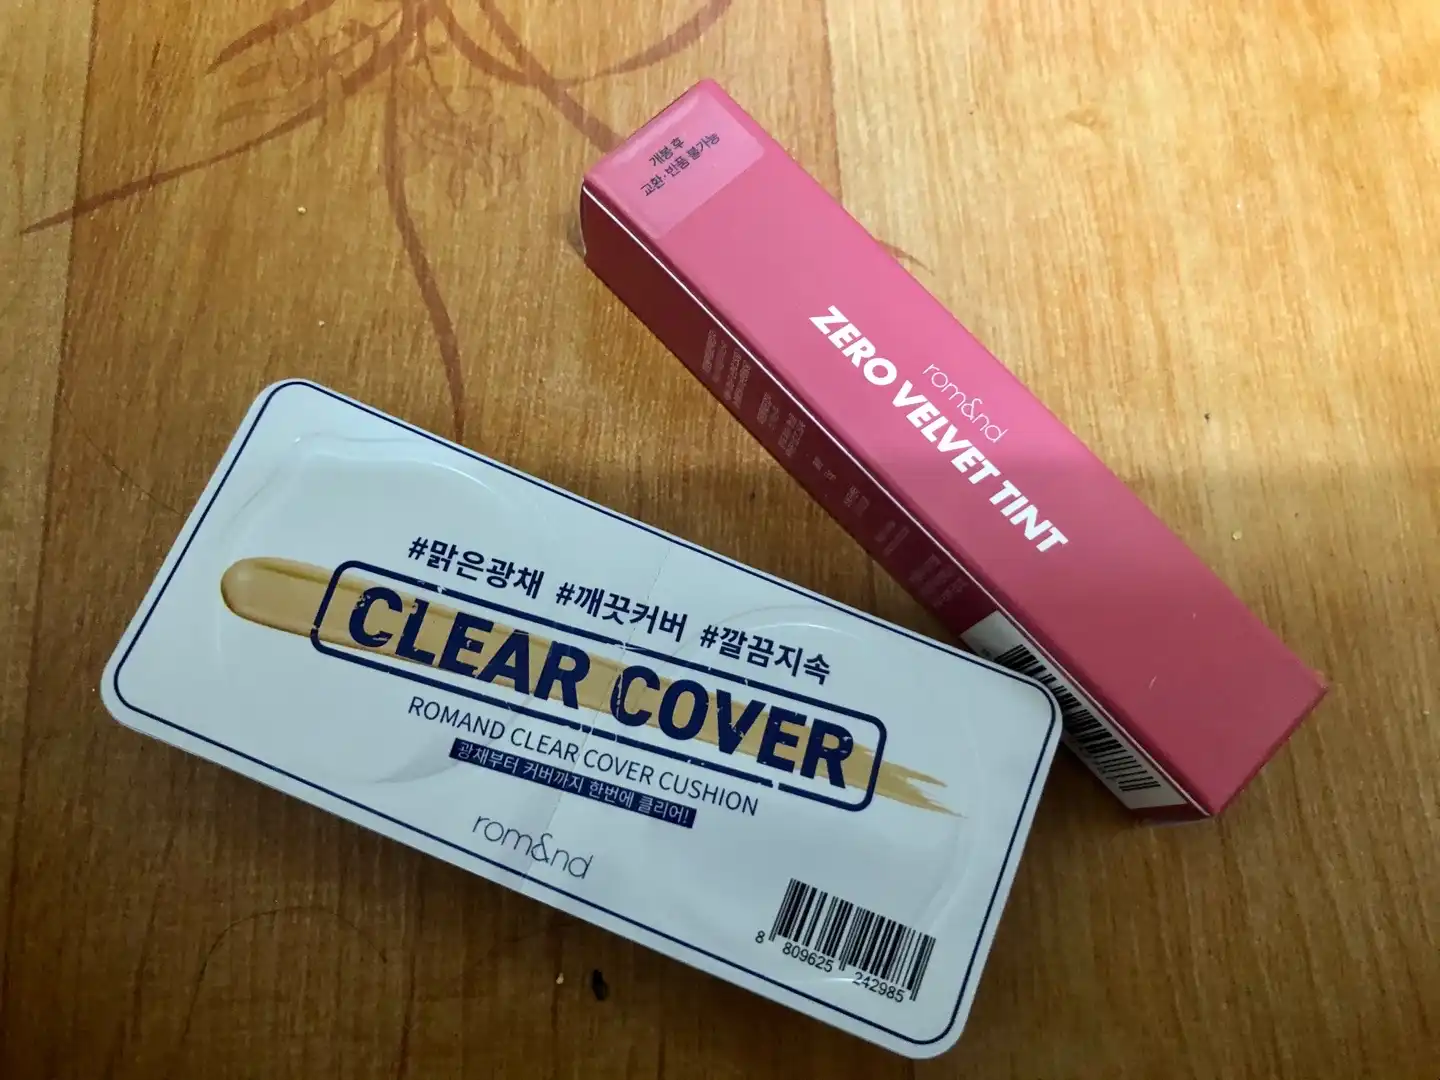 개봉 후
교환·반품 불가능
rom&nd
ZERO VELVET TINT
#맑은광채 #깨끗커버 #깔끔지속
CLEAR COVER
ROMAND CLEAR COVER CUSHION
광채부터 커버까지 한번에 클리어!
rom&nd
8 809625 242985